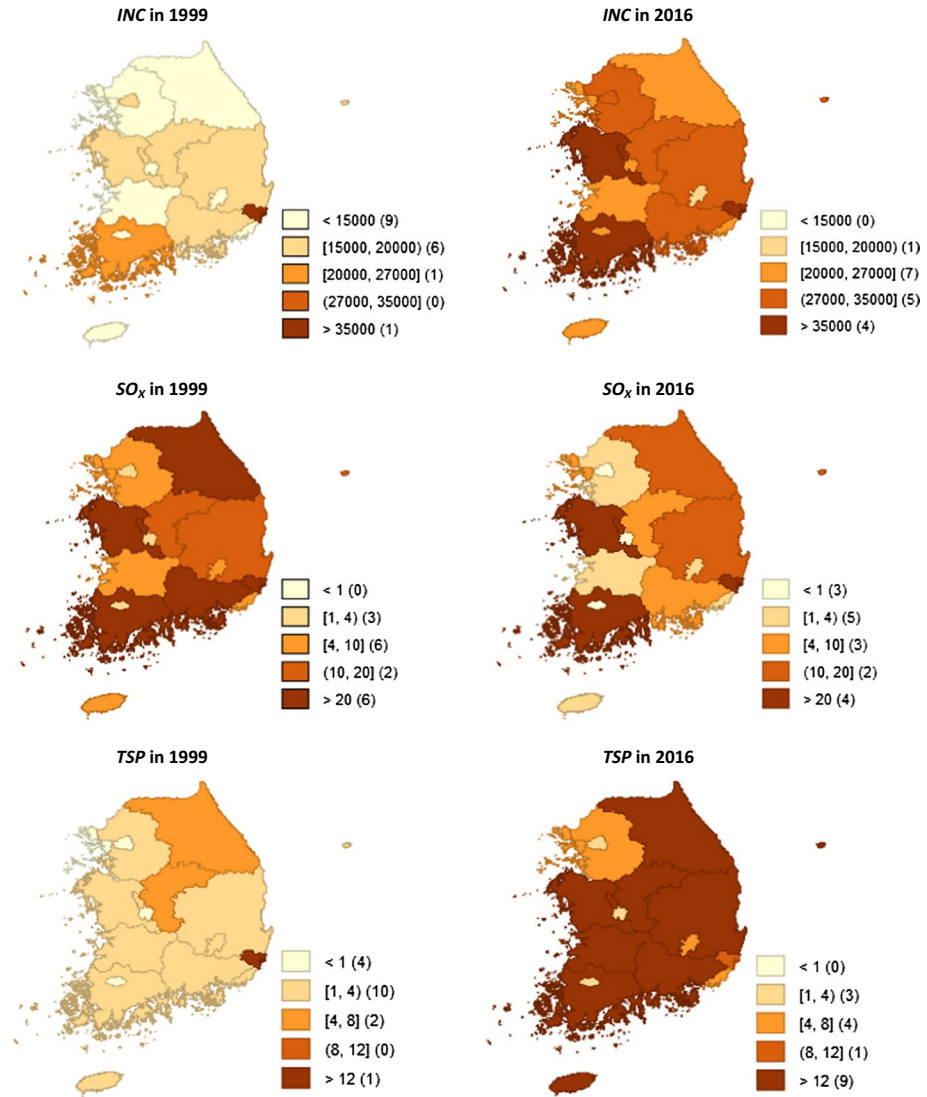 INC in 1999
INC in 2016
< 15000 (9)
[15000, 20000) (6)
[20000, 27000] (1)
(27000, 35000] (0)
> 35000 (1)
< 15000 (0)
[15000, 20000) (1)
[20000, 27000] (7)
(27000, 35000] (5)
> 35000 (4)
SOX in 1999
SOX in 2016
< 1 (0)
[1, 4) (3)
[4, 10] (6)
(10, 20] (2)
> 20 (6)
< 1 (3)
[1, 4) (5)
[4, 10] (3)
(10, 20] (2)
> 20 (4)
TSP in 1999
TSP in 2016
< 1 (4)
[1, 4) (10)
[4, 8] (2)
(8, 12] (0)
> 12 (1)
< 1 (0)
[1, 4) (3)
[4, 8] (4)
(8, 12] (1)
> 12 (9)